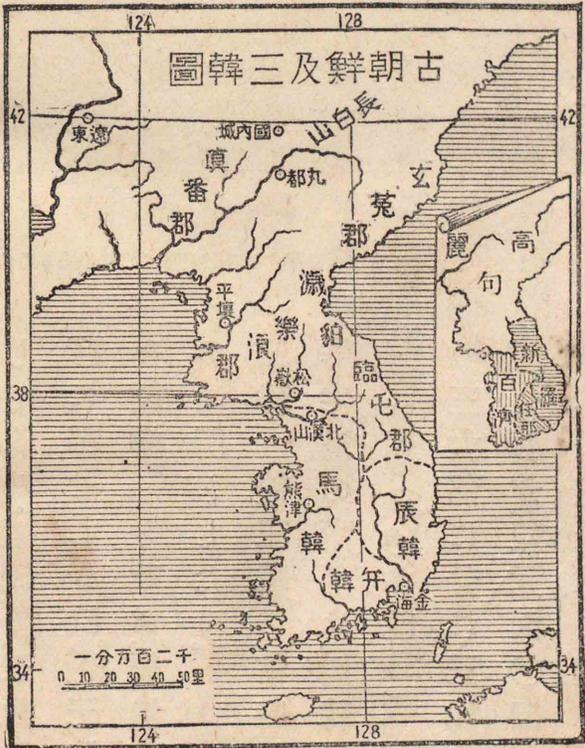 124
128
古朝鮮及三韓圖
42
42
遼東
國內城
長白山
眞番郡
丸都
玄菟郡
高句麗
平壤
濊貊
樂浪郡
新羅
百濟
任那
松嶽
38
臨屯郡
北漢山
熊津
馬韓
辰韓
弁韓
金海
千二百万分一
0 10 20 30 40 50里
34
34
124
128